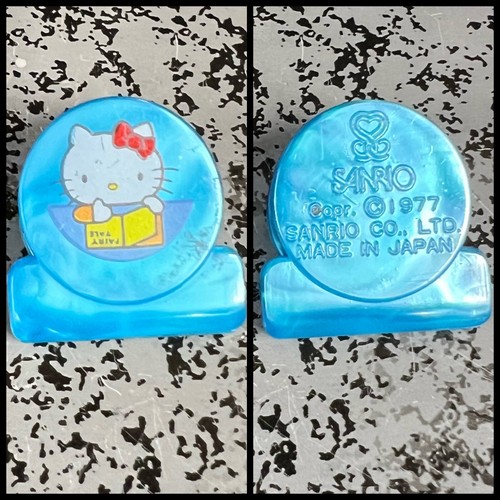 FAIRY
TALE
SANRIO
Copr. ©1977
SANRIO CO., LTD.
MADE IN JAPAN